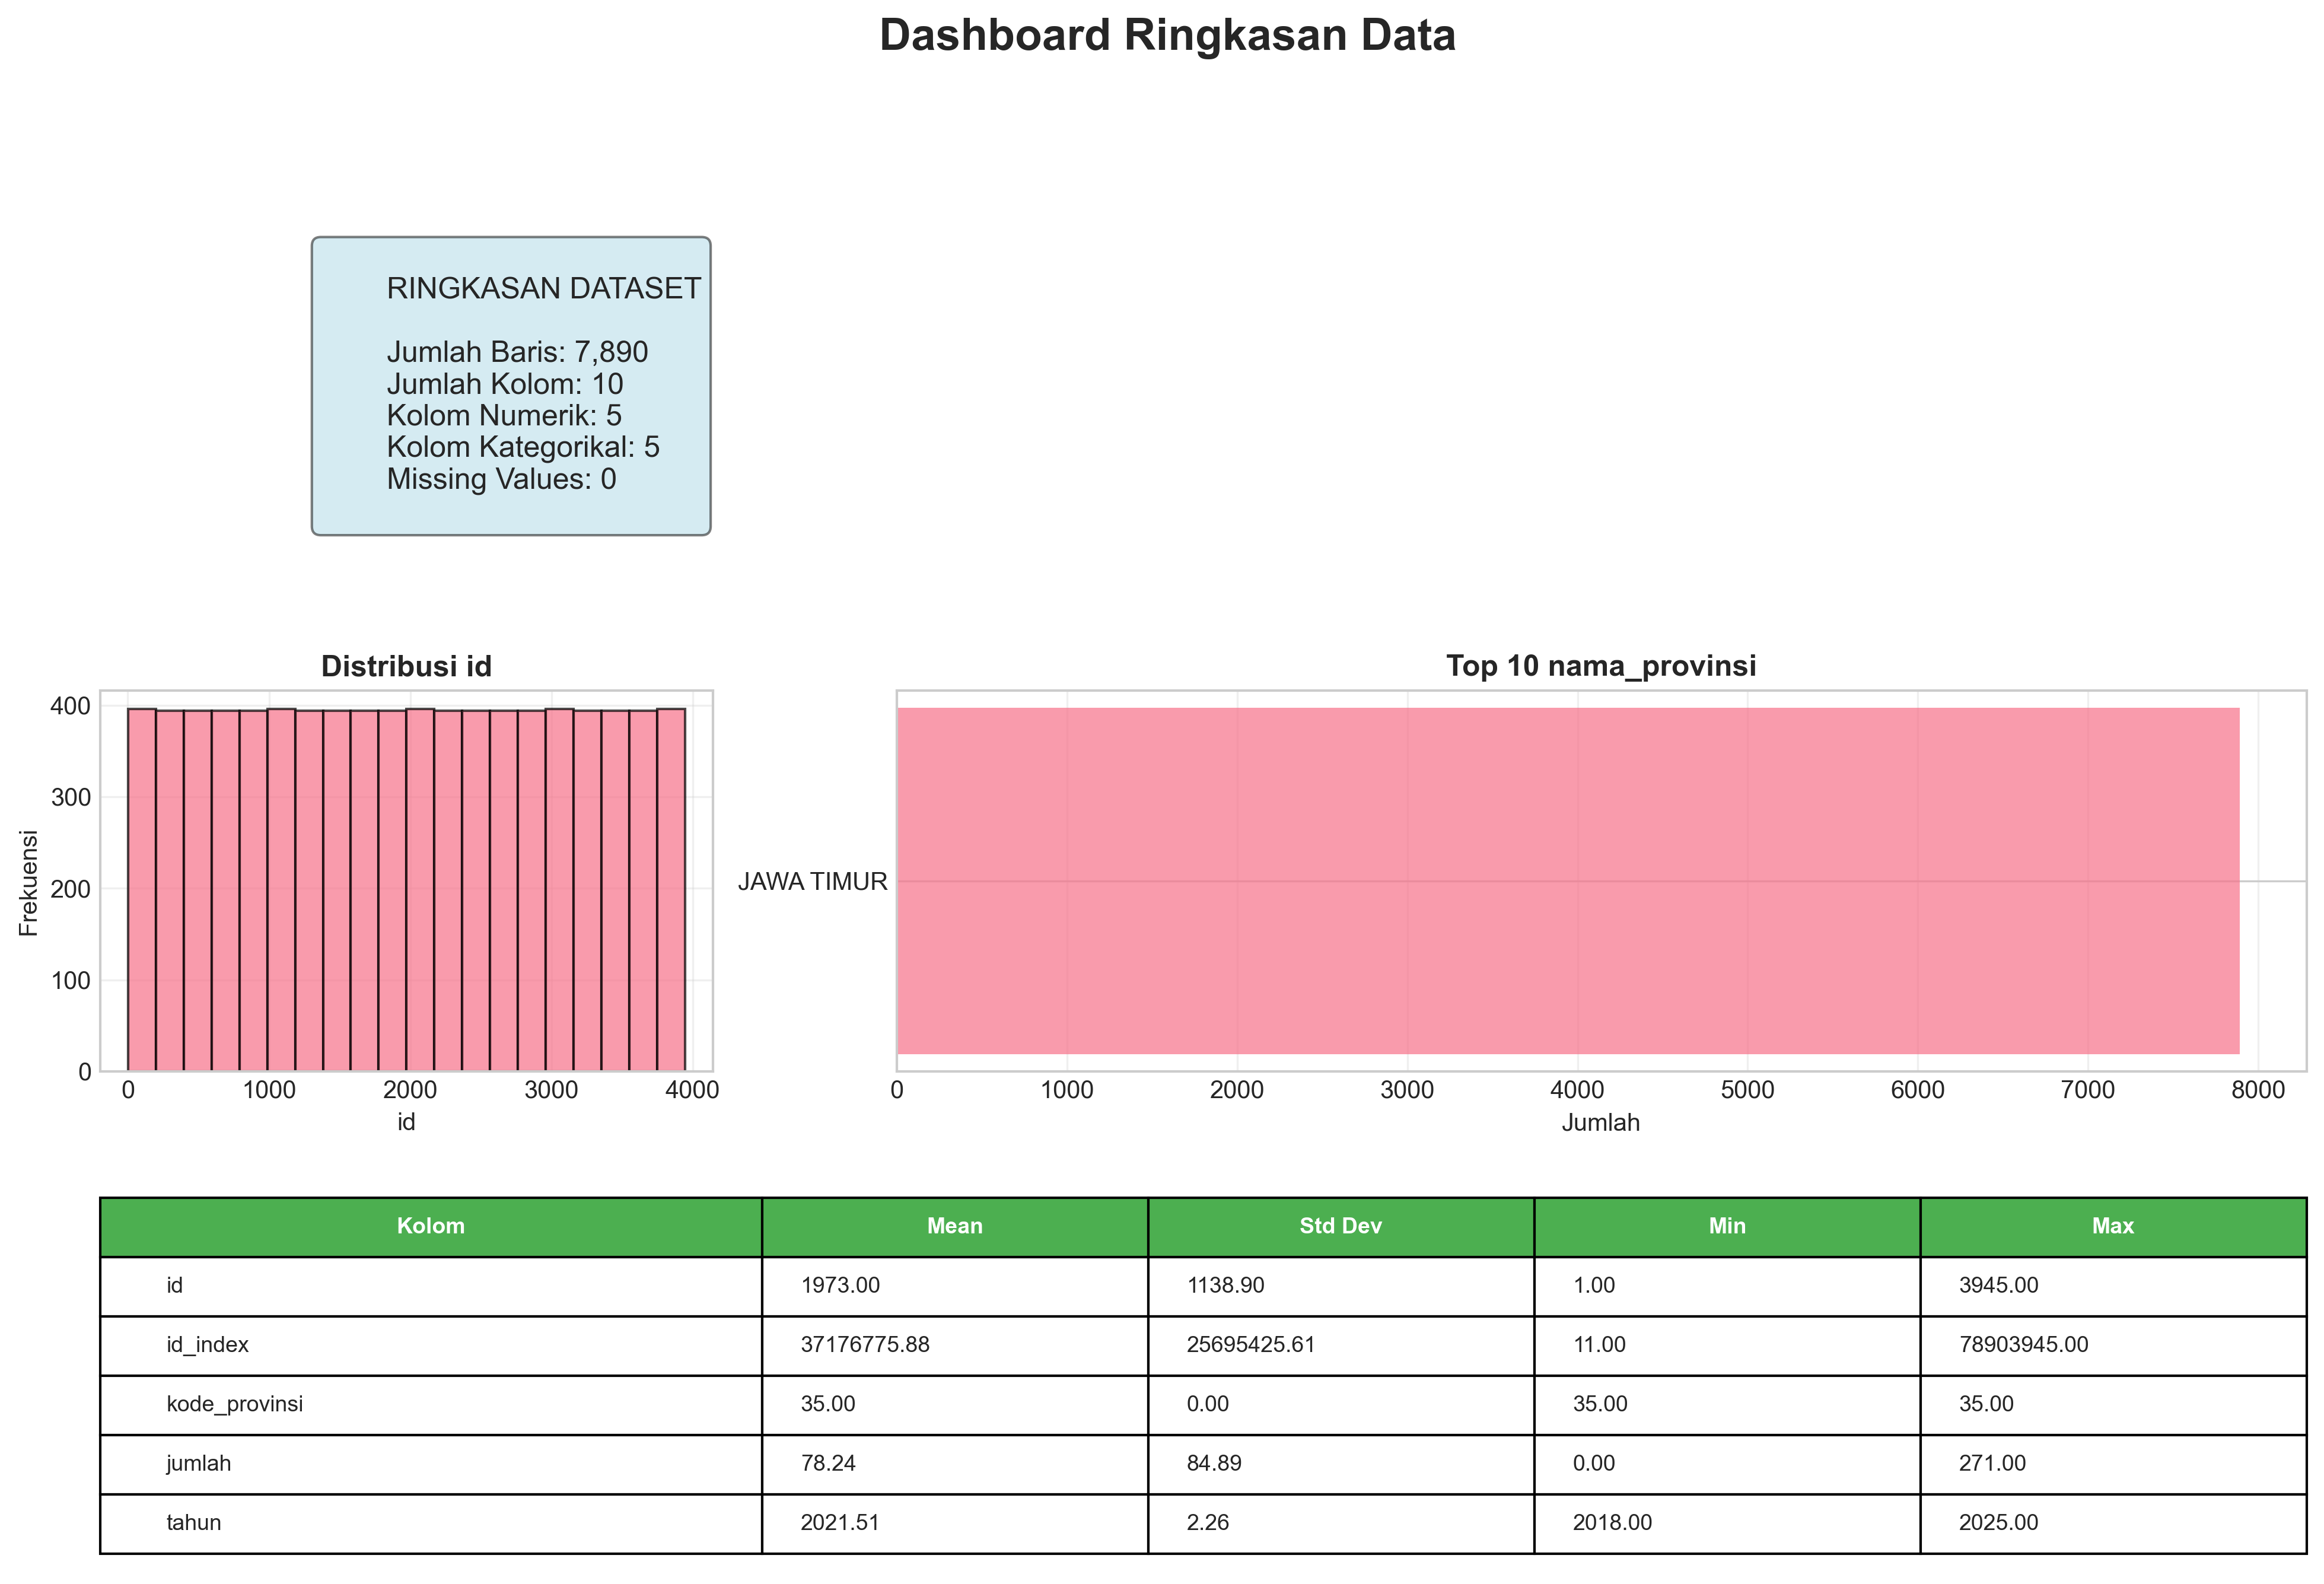 Dashboard Ringkasan Data
RINGKASAN DATASET
Jumlah Baris: 7,890
Jumlah Kolom: 10
Kolom Numerik: 5
Kolom Kategorikal: 5
Missing Values: 0
Distribusi id
400
300
200
100
0
Frekuensi
0 1000 2000 3000 4000
id
Top 10 nama_provinsi
JAWA TIMUR
0 1000 2000 3000 4000 5000 6000 7000 8000
Jumlah
Kolom Mean Std Dev Min Max
id 1973.00 1138.90 1.00 3945.00
id_index 37176775.88 25695425.61 11.00 78903945.00
kode_provinsi 35.00 0.00 35.00 35.00
jumlah 78.24 84.89 0.00 271.00
tahun 2021.51 2.26 2018.00 2025.00